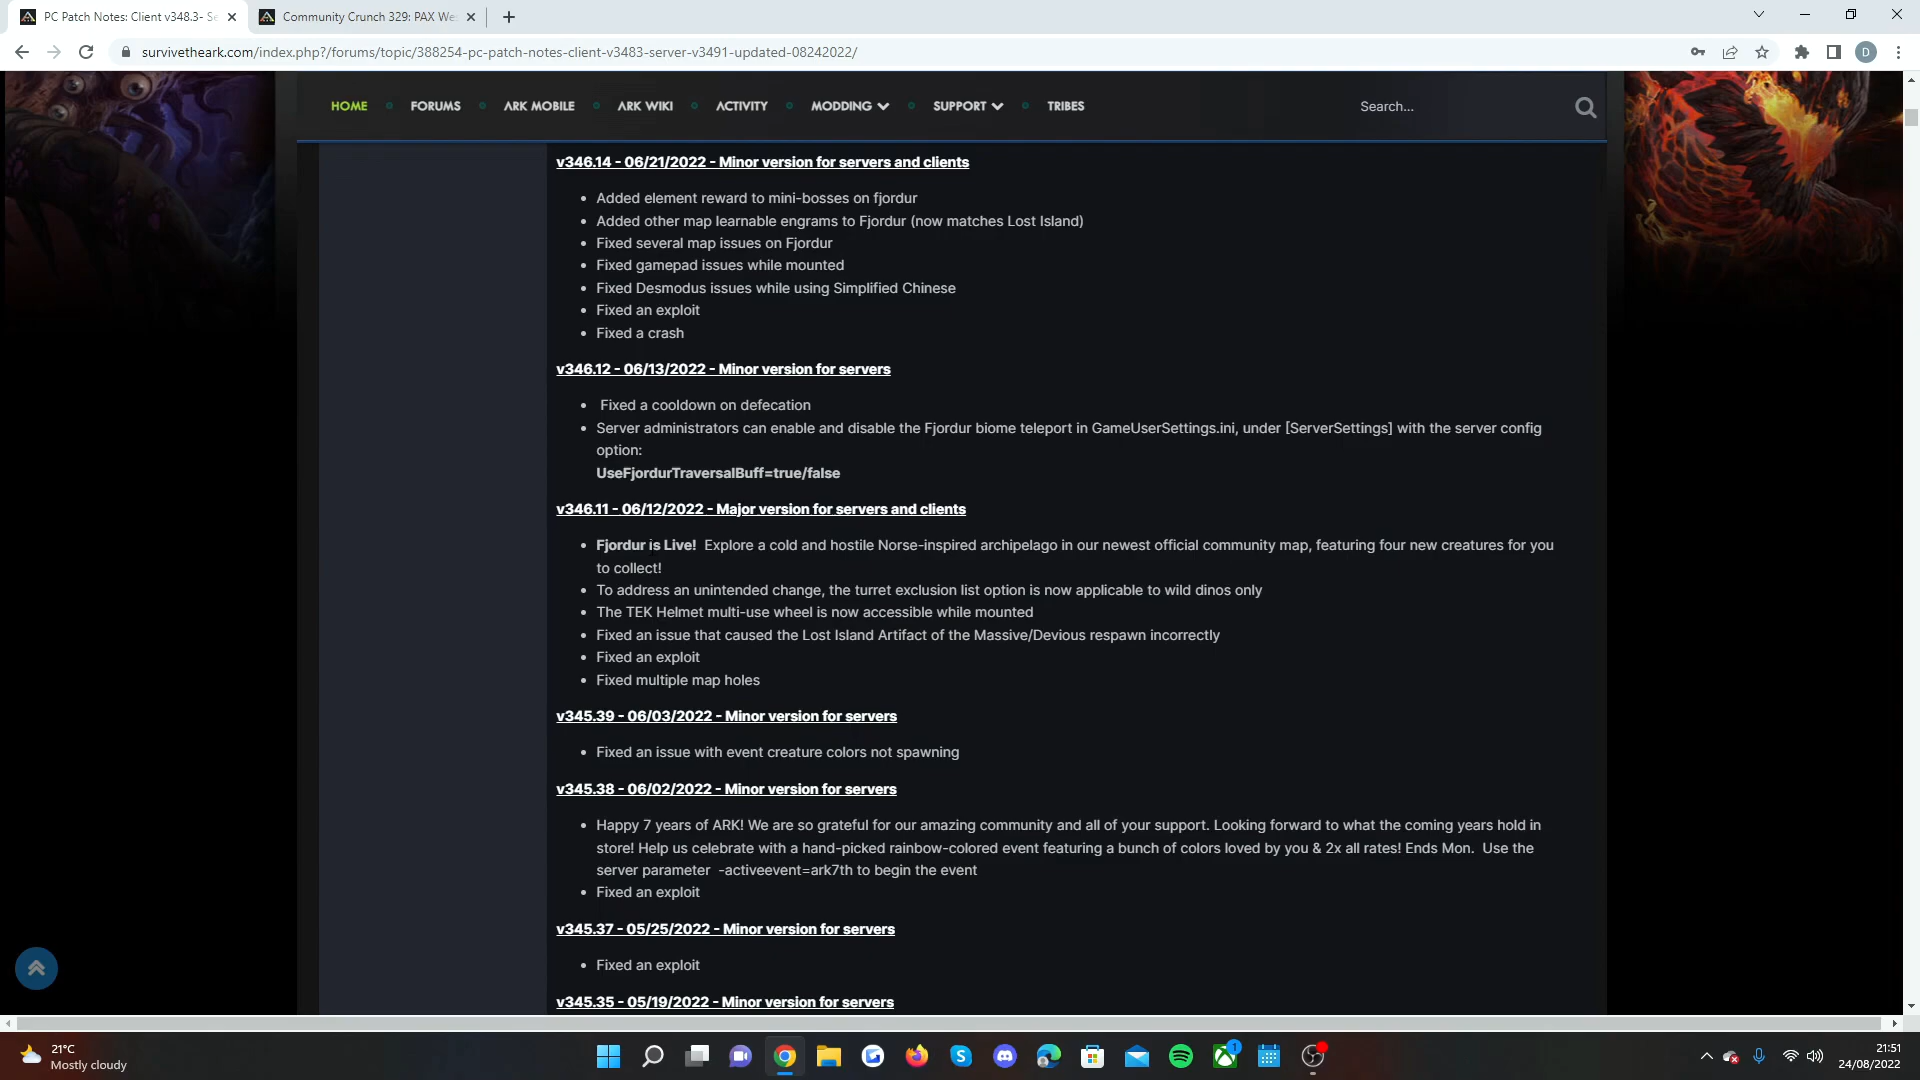 PC Patch Notes: Client v348.3- Se
Community Crunch 329: PAX Wes
survivetheark.com/index.php?/forums/topic/388254-pc-patch-notes-client-v3483-server-v3491-updated-08242022/
D
HOME FORUMS ARK MOBILE ARK WIKI ACTIVITY MODDING SUPPORT TRIBES Search...
v346.14 - 06/21/2022 - Minor version for servers and clients
Added element reward to mini-bosses on fjordur
Added other map learnable engrams to Fjordur (now matches Lost Island)
Fixed several map issues on Fjordur
Fixed gamepad issues while mounted
Fixed Desmodus issues while using Simplified Chinese
Fixed an exploit
Fixed a crash
v346.12 - 06/13/2022 - Minor version for servers
Fixed a cooldown on defecation
Server administrators can enable and disable the Fjordur biome teleport in GameUserSettings.ini, under [ServerSettings] with the server config
option:
UseFjordurTraversalBuff=true/false
v346.11 - 06/12/2022 - Major version for servers and clients
Fjordur is Live! Explore a cold and hostile Norse-inspired archipelago in our newest official community map, featuring four new creatures for you
to collect!
To address an unintended change, the turret exclusion list option is now applicable to wild dinos only
The TEK Helmet multi-use wheel is now accessible while mounted
Fixed an issue that caused the Lost Island Artifact of the Massive/Devious respawn incorrectly
Fixed an exploit
Fixed multiple map holes
v345.39 - 06/03/2022 - Minor version for servers
Fixed an issue with event creature colors not spawning
v345.38 - 06/02/2022 - Minor version for servers
Happy 7 years of ARK! We are so grateful for our amazing community and all of your support. Looking forward to what the coming years hold in
store! Help us celebrate with a hand-picked rainbow-colored event featuring a bunch of colors loved by you & 2x all rates! Ends Mon. Use the
server parameter -activeevent=ark7th to begin the event
Fixed an exploit
v345.37 - 05/25/2022 - Minor version for servers
Fixed an exploit
v345.35 - 05/19/2022 - Minor version for servers
21°C
Mostly cloudy
1
21:51
24/08/2022